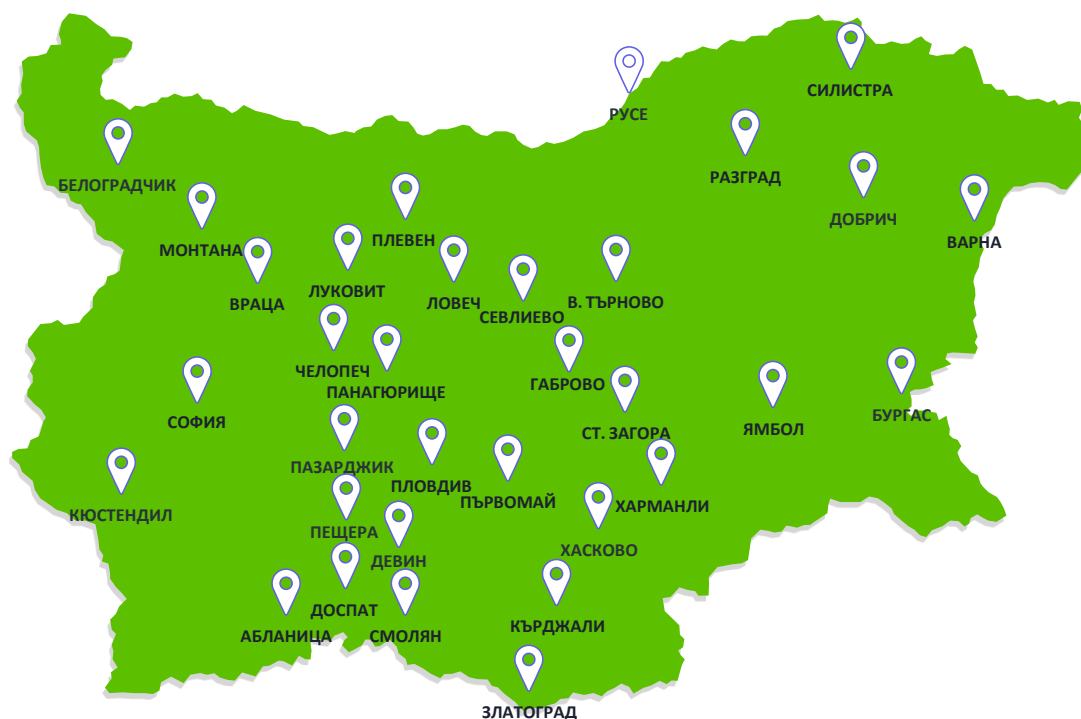 СИЛИСТРА
РУСЕ
РАЗГРАД
БЕЛОГРАДЧИК
ДОБРИЧ
МОНТАНА
ПЛЕВЕН
ВАРНА
ВРАЦА
ЛУКОВИТ
ЛОВЕЧ
СЕВЛИЕВО
В. ТЪРНОВО
ЧЕЛОПЕЧ
ПАНАГЮРИЩЕ
ГАБРОВО
СОФИЯ
СТ. ЗАГОРА
ЯМБОЛ
БУРГАС
ПАЗАРДЖИК
ПЛОВДИВ
ПЪРВОМАЙ
ХАРМАНЛИ
КЮСТЕНДИЛ
ПЕЩЕРА
ДЕВИН
ХАСКОВО
ДОСПАТ
АБЛАНИЦА
СМОЛЯН
КЪРДЖАЛИ
ЗЛАТОГРАД